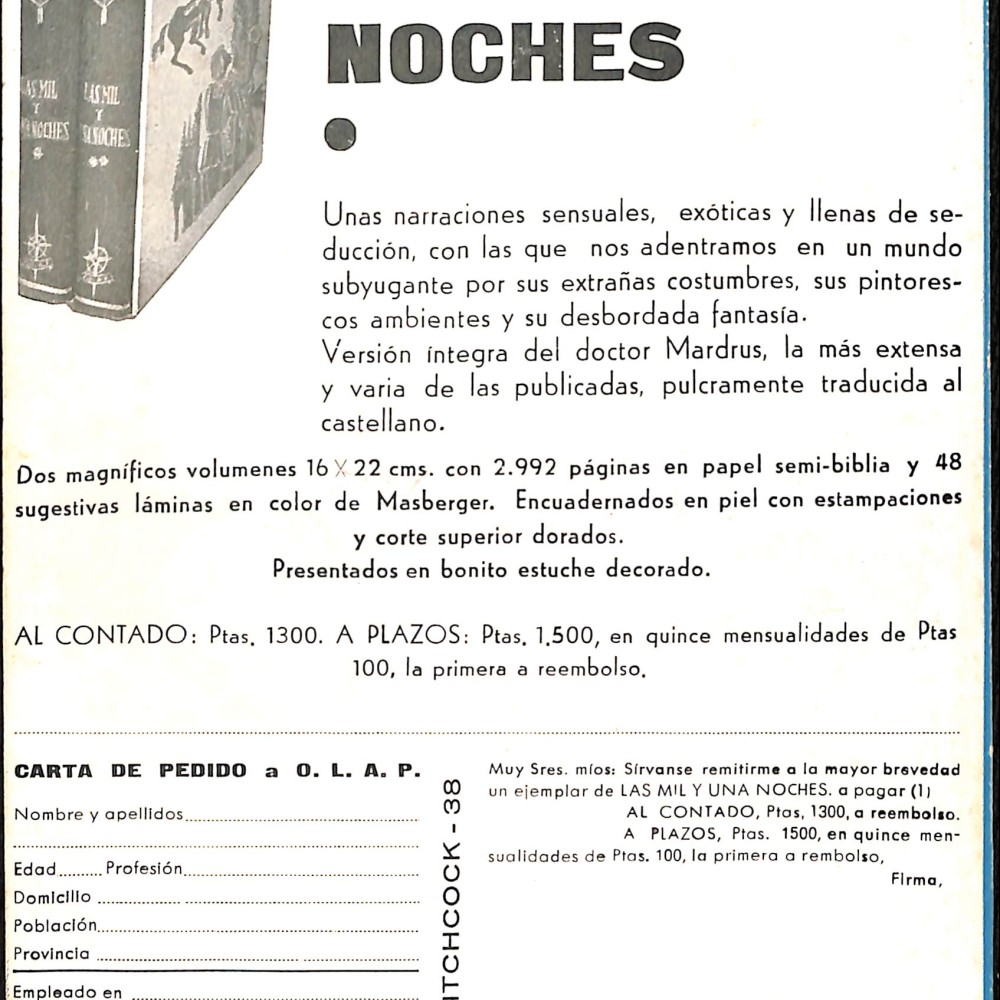 NOCHES
LAS MIL
Y
NOCHES
LAS MIL
Y
UNA NOCHES
Unas narraciones sensuales, exóticas y llenas de se-
ducción, con las que nos adentramos en un mundo
subyugante por sus extrañas costumbres, sus pintores-
cos ambientes y su desbordada fantasía.
Versión íntegra del doctor Mardrus, la más extensa
y varia de las publicadas, pulcramente traducida al
castellano.
Dos magníficos volumenes 16 X 22 cms. con 2.992 páginas en papel semi-biblia y 48
sugestivas láminas en color de Masberger. Encuadernados en piel con estampaciones
y corte superior dorados.
Presentados en bonito estuche decorado.
AL CONTADO: Ptas. 1300. A PLAZOS: Ptas. 1.500, en quince mensualidades de Ptas
100, la primera a reembolso.
CARTA DE PEDIDO a O. L. A. P.
Nombre y apellidos
Edad Profesión
Domicilio
Población
Provincia
Empleado en
ITCHCOCK - 38
Muy Sres. míos: Sírvanse remitirme a la mayor brevedad
un ejemplar de LAS MIL Y UNA NOCHES. a pagar (1)
AL CONTADO, Ptas, 1300, a reembolso.
A PLAZOS, Ptas. 1500, en quince men-
sualidades de Ptas. 100, la primera a rembolso,
Firma,